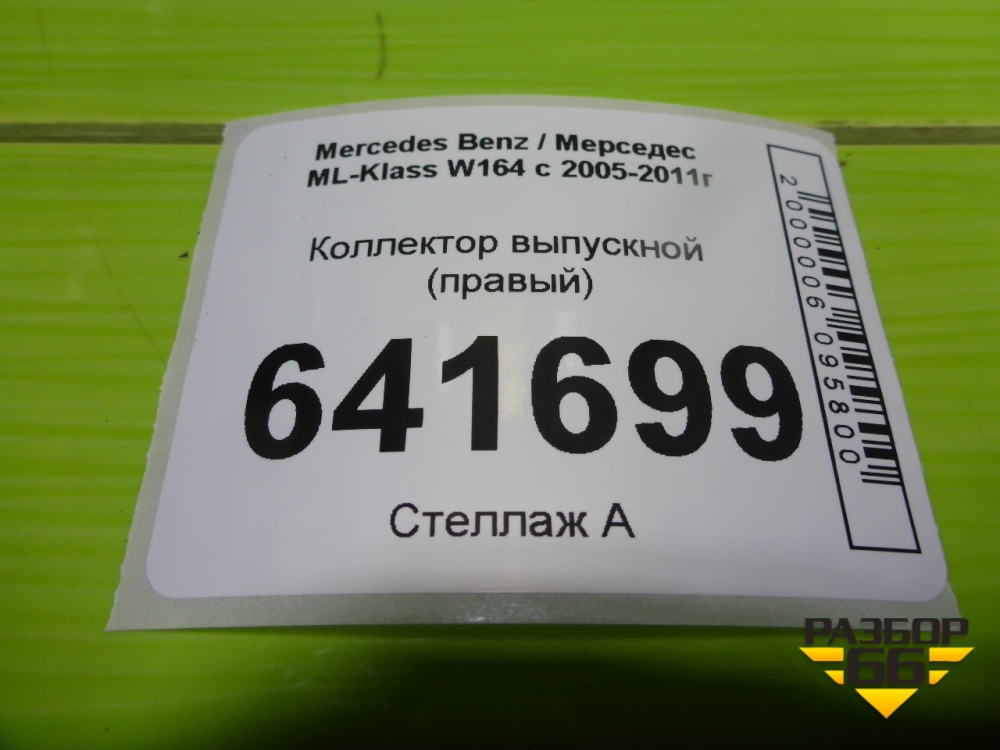 Mercedes Benz / Мерседес
ML-Klass W164 с 2005-2011г
Коллектор выпускной
(правый)
641699
Стеллаж А
2000006095800
РАЗБОР
66